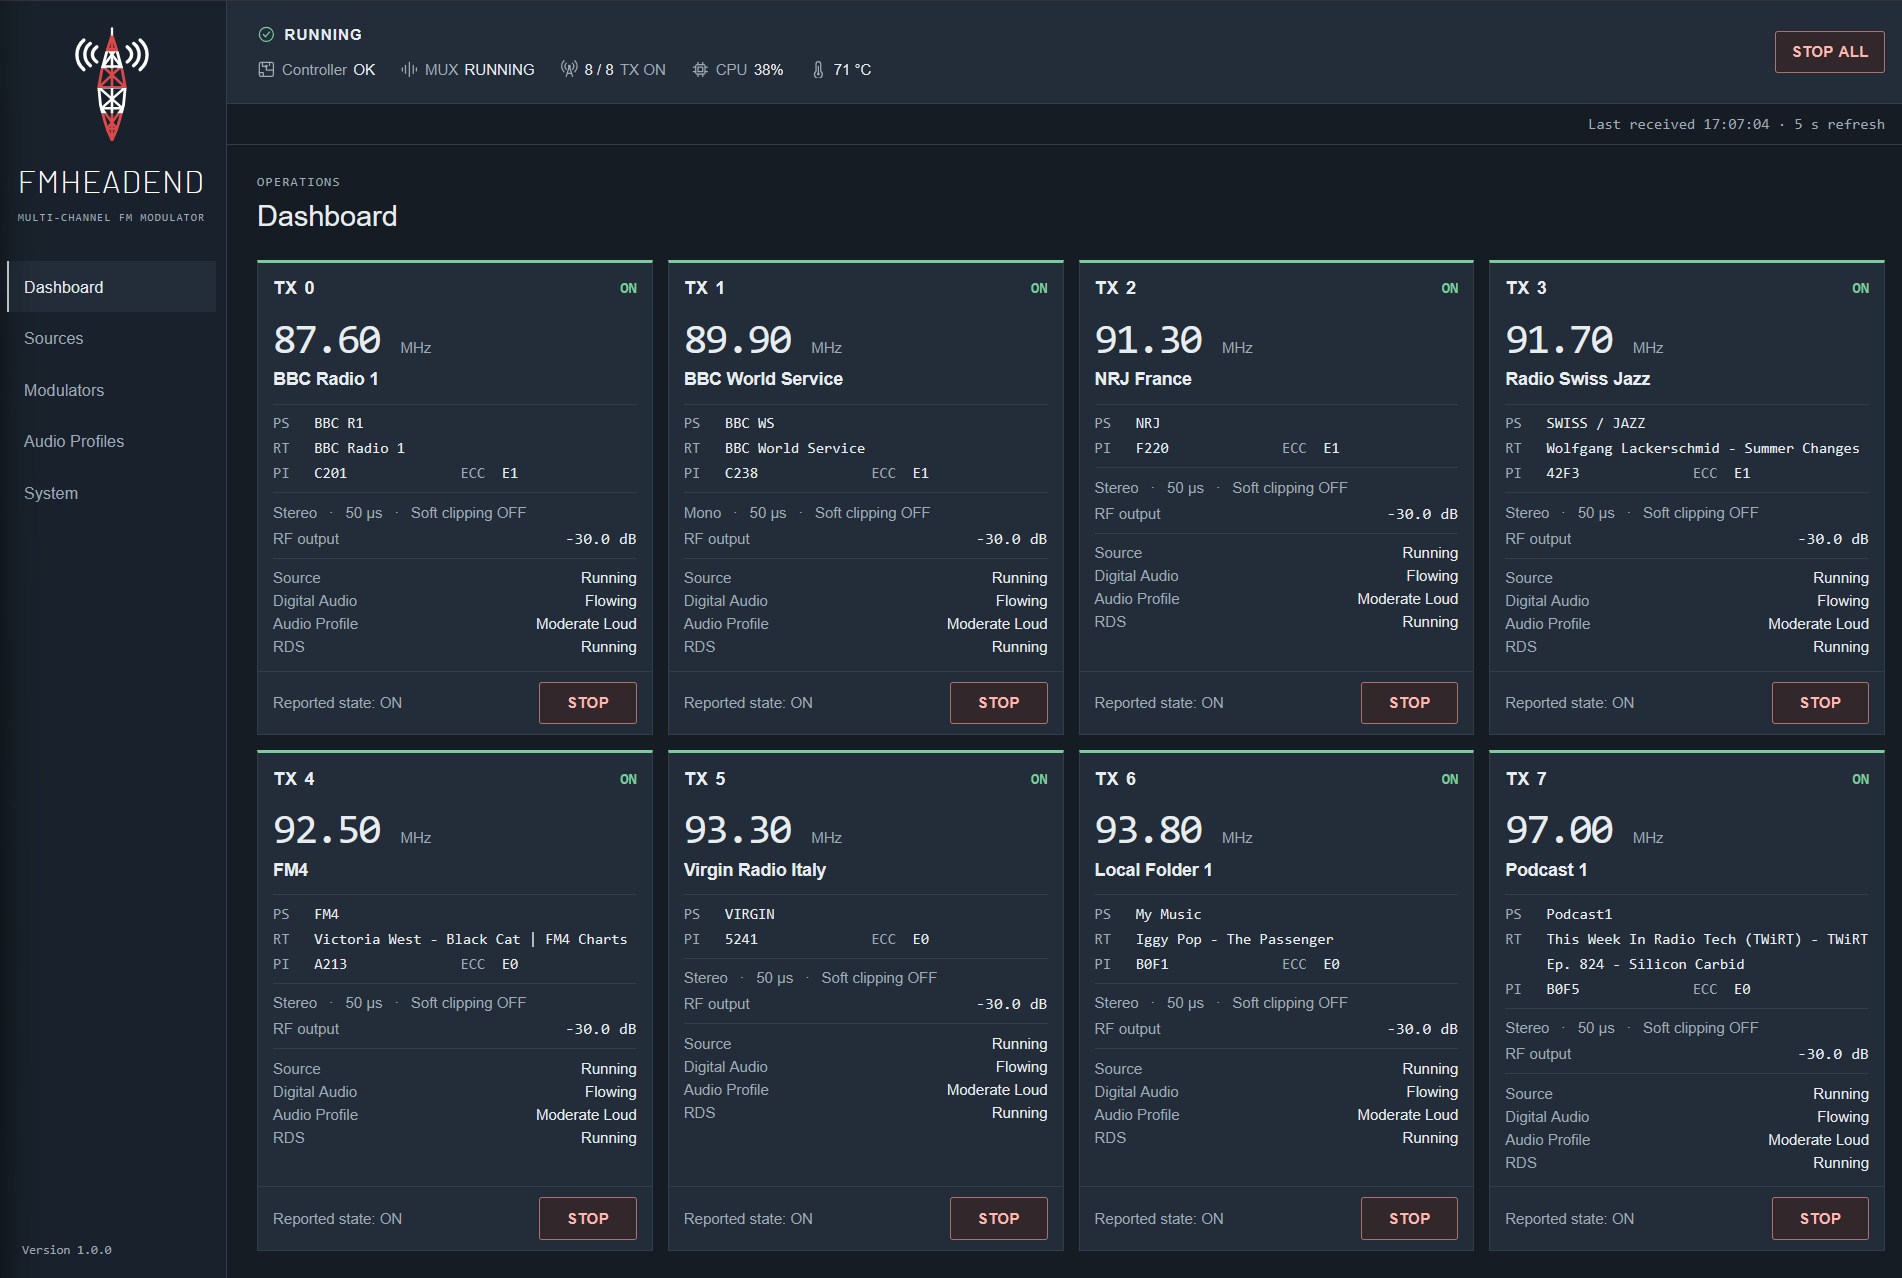 FMHEADEND
MULTI-CHANNEL FM MODULATOR
Dashboard
Sources
Modulators
Audio Profiles
System
Version 1.0.0
RUNNING
Controller OK MUX RUNNING 8 / 8 TX ON CPU 38% 71 °C
STOP ALL
Last received 17:07:04 · 5 s refresh
OPERATIONS
Dashboard
TX 0 ON
87.60 MHz
BBC Radio 1
PS BBC R1
RT BBC Radio 1
PI C201 ECC E1
Stereo · 50 µs · Soft clipping OFF
RF output -30.0 dB
Source Running
Digital Audio Flowing
Audio Profile Moderate Loud
RDS Running
Reported state: ON STOP
TX 1 ON
89.90 MHz
BBC World Service
PS BBC WS
RT BBC World Service
PI C238 ECC E1
Mono · 50 µs · Soft clipping OFF
RF output -30.0 dB
Source Running
Digital Audio Flowing
Audio Profile Moderate Loud
RDS Running
Reported state: ON STOP
TX 2 ON
91.30 MHz
NRJ France
PS NRJ
PI F220 ECC E1
Stereo · 50 µs · Soft clipping OFF
RF output -30.0 dB
Source Running
Digital Audio Flowing
Audio Profile Moderate Loud
RDS Running
Reported state: ON STOP
TX 3 ON
91.70 MHz
Radio Swiss Jazz
PS SWISS / JAZZ
RT Wolfgang Lackerschmid - Summer Changes
PI 42F3 ECC E1
Stereo · 50 µs · Soft clipping OFF
RF output -30.0 dB
Source Running
Digital Audio Flowing
Audio Profile Moderate Loud
RDS Running
Reported state: ON STOP
TX 4 ON
92.50 MHz
FM4
PS FM4
RT Victoria West - Black Cat | FM4 Charts
PI A213 ECC E0
Stereo · 50 µs · Soft clipping OFF
RF output -30.0 dB
Source Running
Digital Audio Flowing
Audio Profile Moderate Loud
RDS Running
Reported state: ON STOP
TX 5 ON
93.30 MHz
Virgin Radio Italy
PS VIRGIN
PI 5241 ECC E0
Stereo · 50 µs · Soft clipping OFF
RF output -30.0 dB
Source Running
Digital Audio Flowing
Audio Profile Moderate Loud
RDS Running
Reported state: ON STOP
TX 6 ON
93.80 MHz
Local Folder 1
PS My Music
RT Iggy Pop - The Passenger
PI B0F1 ECC E0
Stereo · 50 µs · Soft clipping OFF
RF output -30.0 dB
Source Running
Digital Audio Flowing
Audio Profile Moderate Loud
RDS Running
Reported state: ON STOP
TX 7 ON
97.00 MHz
Podcast 1
PS Podcast1
RT This Week In Radio Tech (TWiRT) - TWiRT
Ep. 824 - Silicon Carbid
PI B0F5 ECC E0
Stereo · 50 µs · Soft clipping OFF
RF output -30.0 dB
Source Running
Digital Audio Flowing
Audio Profile Moderate Loud
RDS Running
Reported state: ON STOP